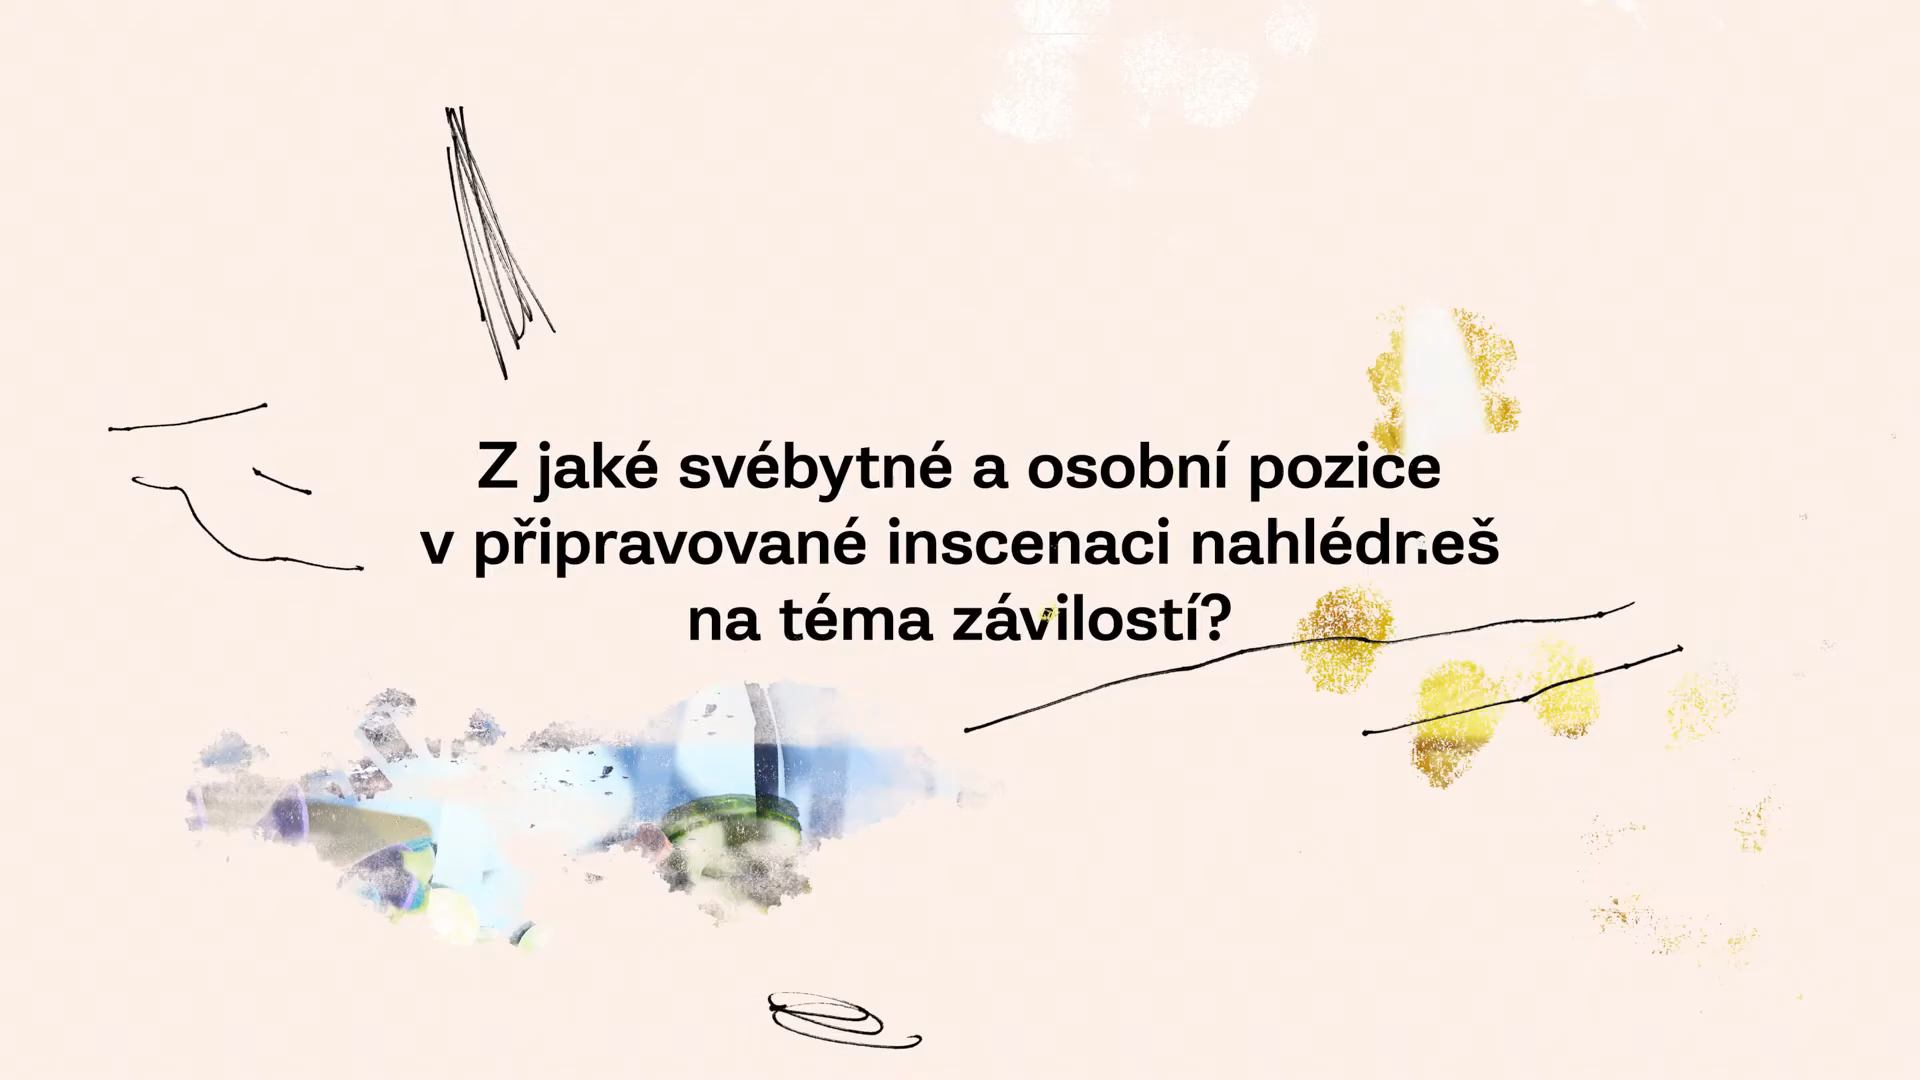 Z jaké svébytné a osobní pozice
v připravované inscenaci nahlédneš
na téma závilostí?